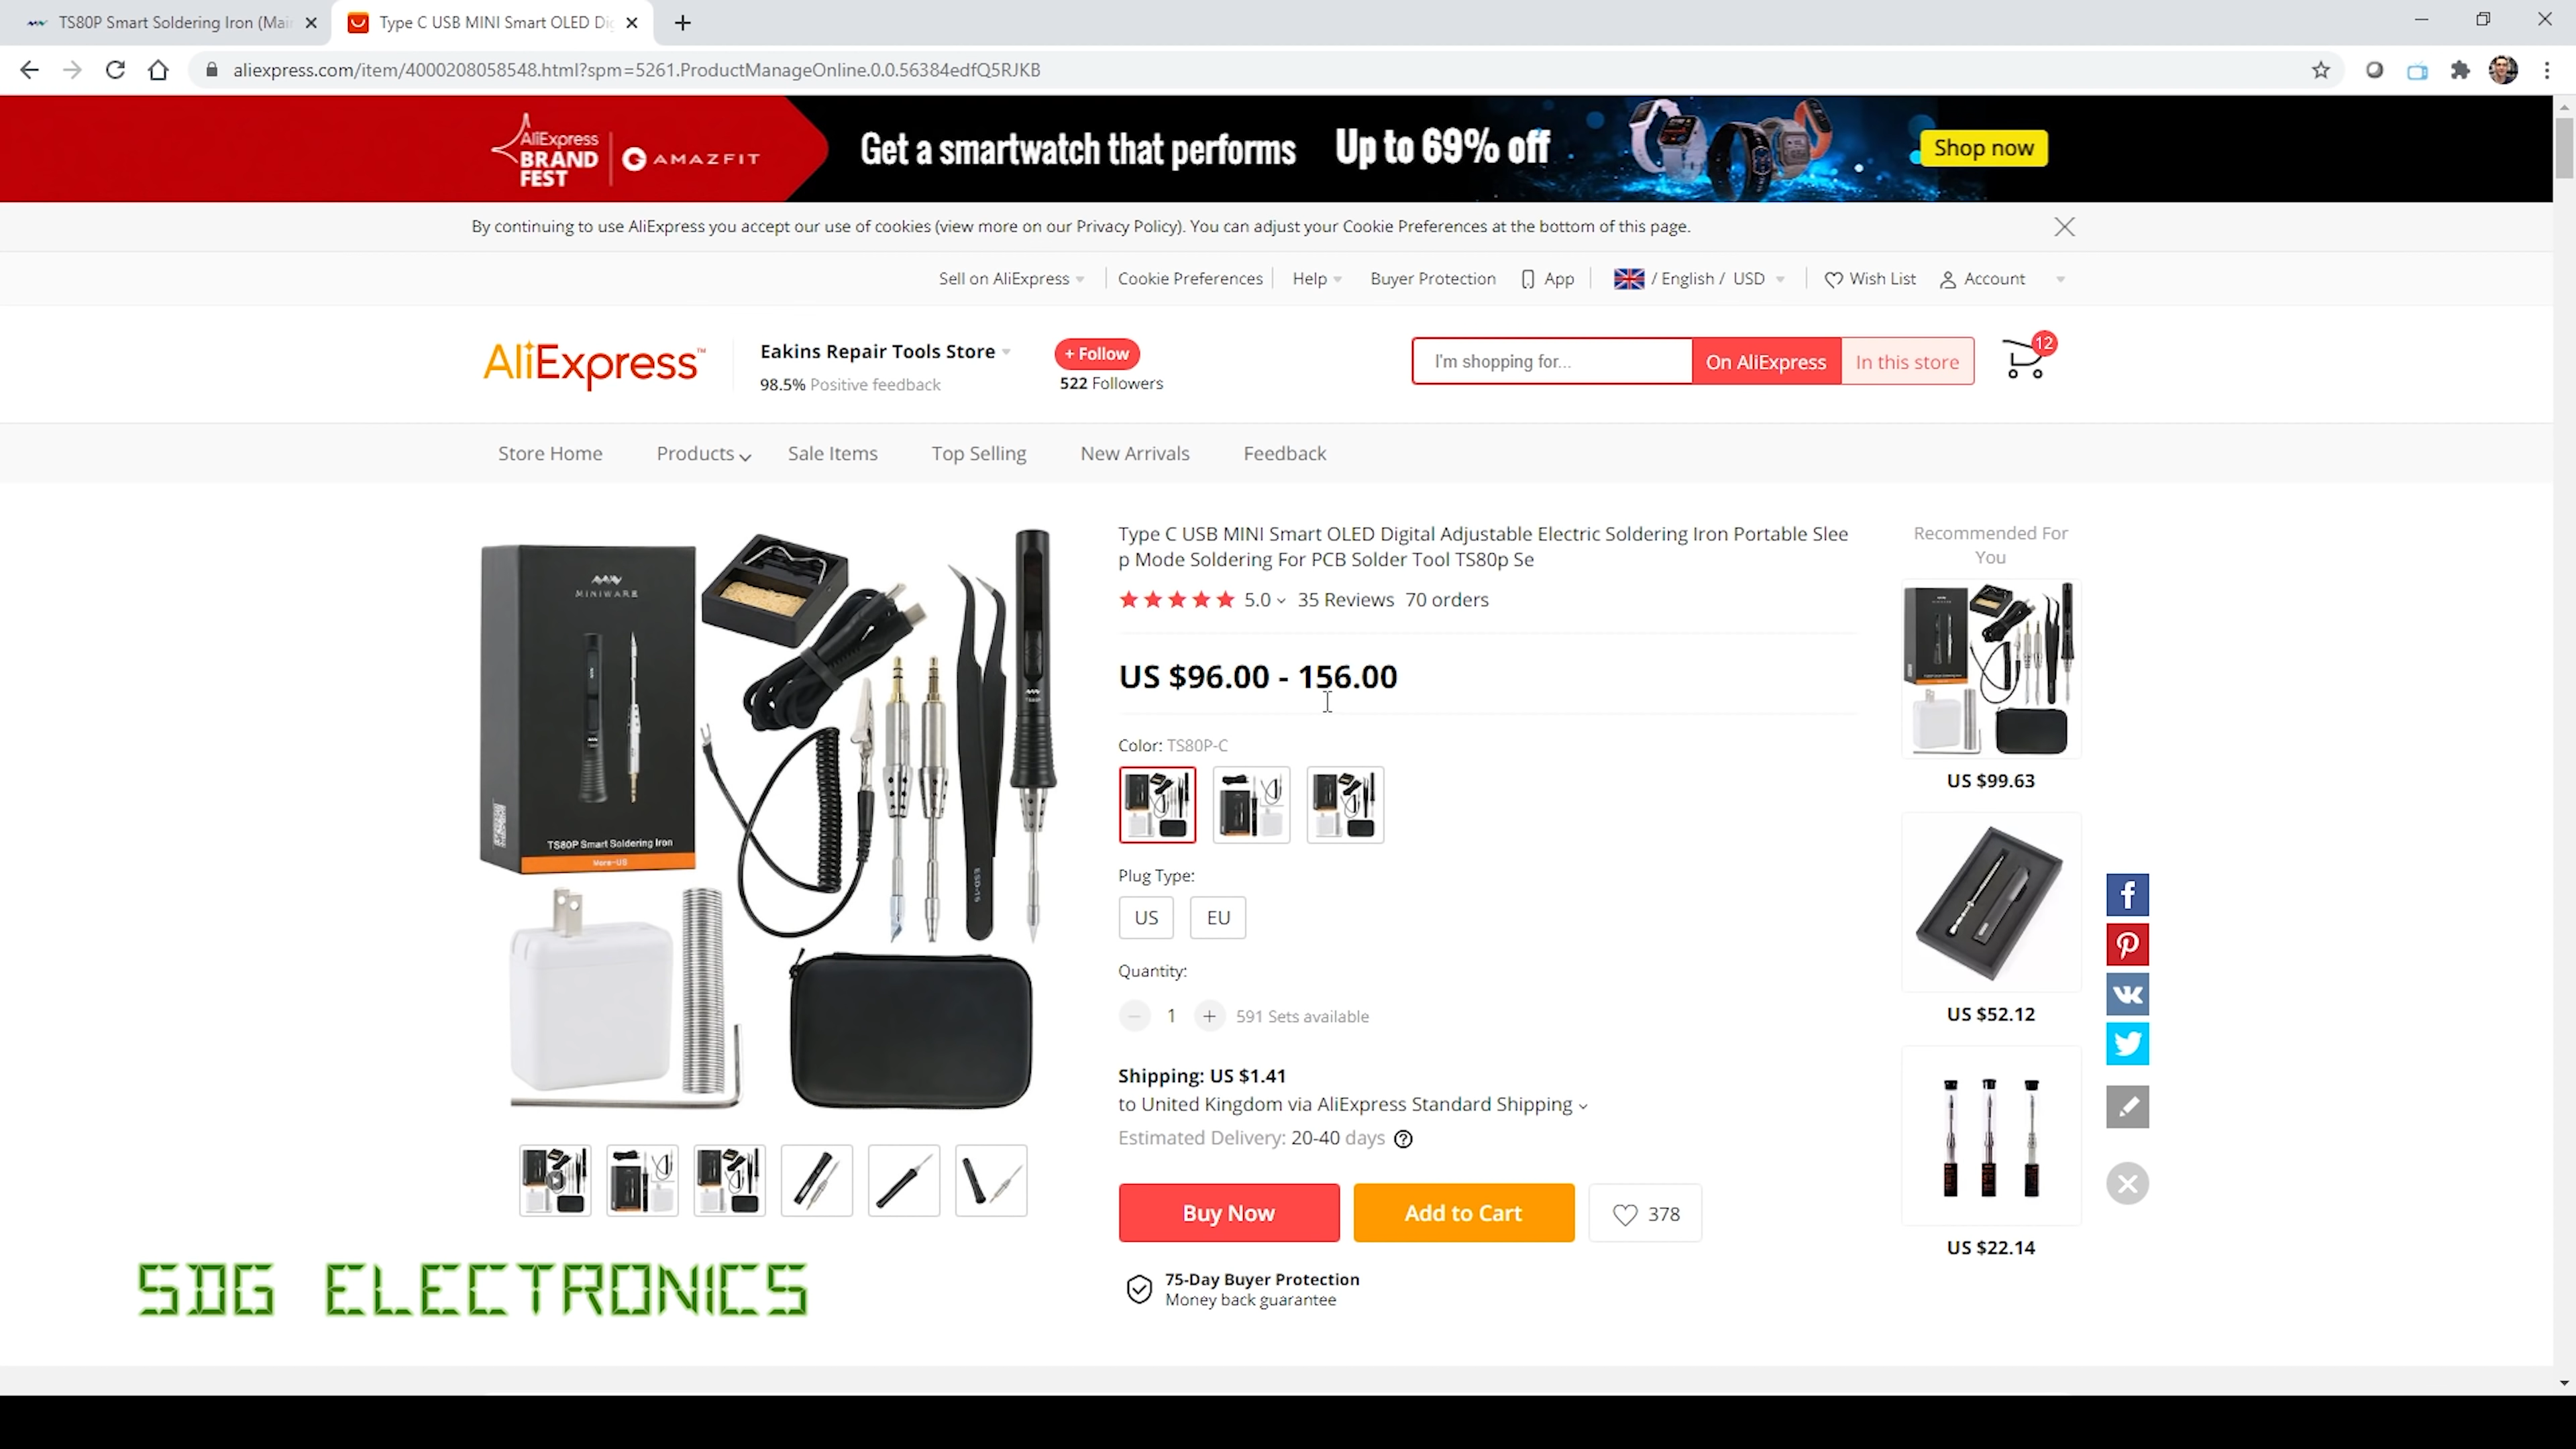 TS80P Smart Soldering Iron (Mai
Type C USB MINI Smart OLED Di
aliexpress.com/item/4000208058548.html?spm=5261.ProductManageOnline.0.0.56384edfQ5RJKB
AliExpress
BRAND
FEST
AMAZFIT
Get a smartwatch that performs
Up to 69% off
Shop now
By continuing to use AliExpress you accept our use of cookies (view more on our Privacy Policy). You can adjust your Cookie Preferences at the bottom of this page.
Sell on AliExpress
Cookie Preferences
Help
Buyer Protection
App
/ English / USD
Wish List
Account
AliExpress™
Eakins Repair Tools Store
98.5% Positive feedback
+ Follow
522 Followers
I'm shopping for...
On AliExpress
In this store
12
Store Home
Products
Sale Items
Top Selling
New Arrivals
Feedback
MINIWARE
TS80P Smart Soldering Iron
More-US
ESD-15
Type C USB MINI Smart OLED Digital Adjustable Electric Soldering Iron Portable Slee
p Mode Soldering For PCB Solder Tool TS80p Se
5.0
35 Reviews
70 orders
US $96.00 - 156.00
Color: TS80P-C
Plug Type:
US
EU
Quantity:
1
591 Sets available
Shipping: US $1.41
to United Kingdom via AliExpress Standard Shipping
Estimated Delivery: 20-40 days
Buy Now
Add to Cart
378
75-Day Buyer Protection
Money back guarantee
Recommended For
You
US $99.63
US $52.12
US $22.14
SDG ELECTRONICS